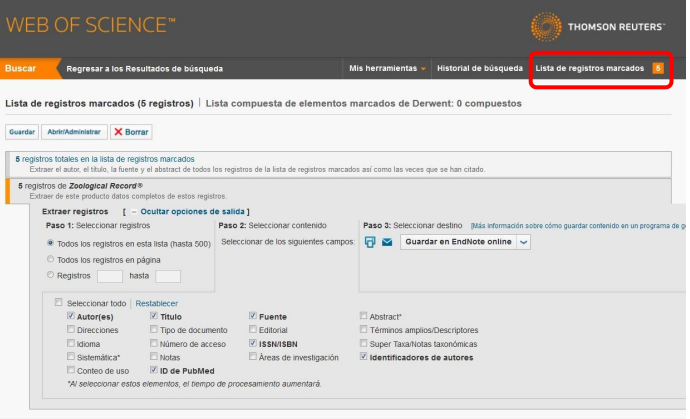 WEB OF SCIENCE™
THOMSON REUTERS™
Buscar Regresar a los Resultados de búsqueda Mis herramientas Historial de búsqueda Lista de registros marcados 5
Lista de registros marcados (5 registros) | Lista compuesta de elementos marcados de Derwent: 0 compuestos
Guardar Abrir/Administrar Borrar
5 registros totales en la lista de registros marcados
Extraer el autor, el título, la fuente y el abstract de todos los registros de la lista de registros marcados así como las veces que se han citado.
5 registros de Zoological Record®
Extraer de este producto datos completos de estos registros.
Extraer registros [ – Ocultar opciones de salida ]
Paso 1: Seleccionar registros Paso 2: Seleccionar contenido Paso 3: Seleccionar destino [Más información sobre cómo guardar contenido en un programa de
Todos los registros en esta lista (hasta 500) Seleccionar de los siguientes campos: Guardar en EndNote online
Todos los registros en página
Registros hasta
Seleccionar todo | Restablecer
Autor(es) Título Fuente Abstract*
Direcciones Tipo de documento Editorial Términos amplios/Descriptores
Idioma Número de acceso ISSN/ISBN Super Taxa/Notas taxonómicas
Sistemática* Notas Áreas de investigación Identificadores de autores
Conteo de uso ID de PubMed
*Al seleccionar estos elementos, el tiempo de procesamiento aumentará.